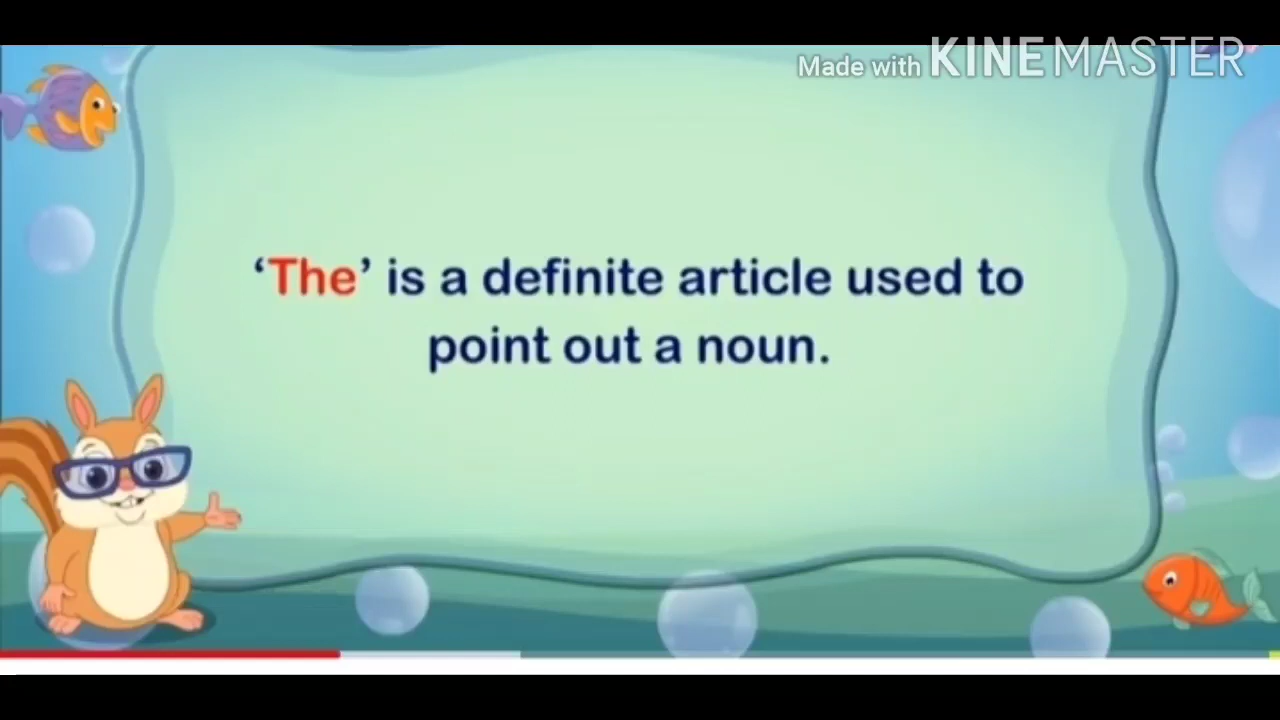 Made with KINEMASTER
‘The’ is a definite article used to
point out a noun.